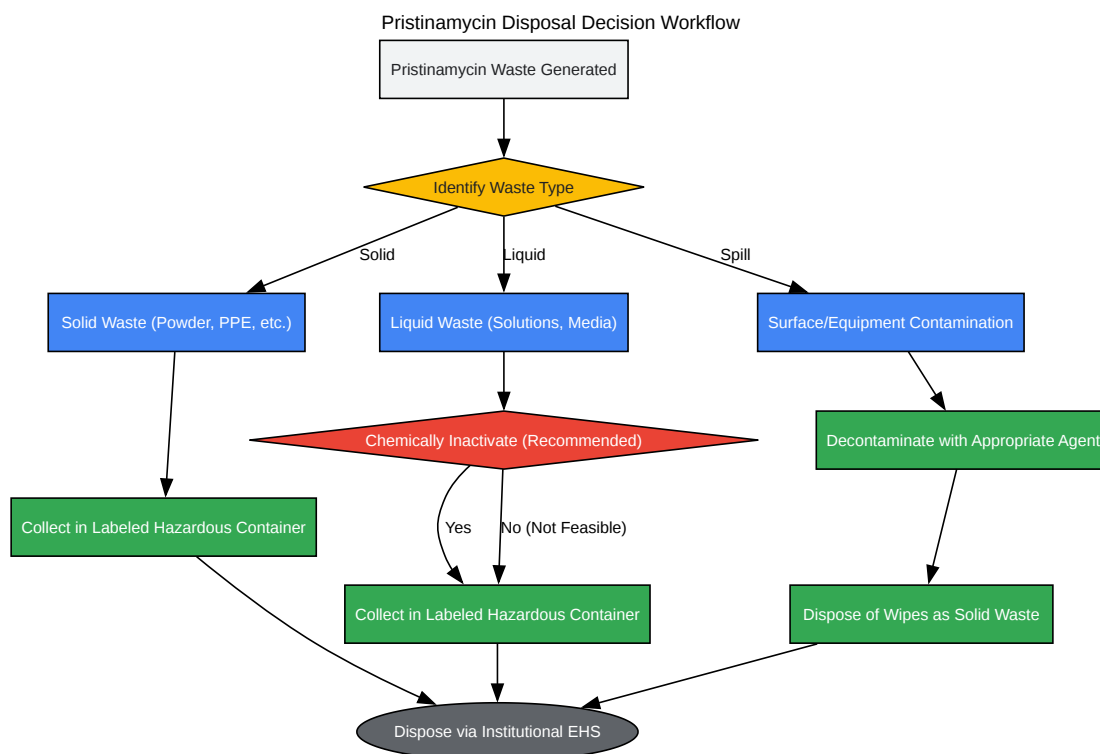 Pristinamycin Disposal Decision Workflow
Pristinamycin Waste Generated
Identify Waste Type
Solid
Liquid
Spill
Solid Waste (Powder, PPE, etc.)
Liquid Waste (Solutions, Media)
Surface/Equipment Contamination
Chemically Inactivate (Recommended)
Decontaminate with Appropriate Agent
Collect in Labeled Hazardous Container
Yes
No (Not Feasible)
Collect in Labeled Hazardous Container
Dispose of Wipes as Solid Waste
Dispose via Institutional EHS